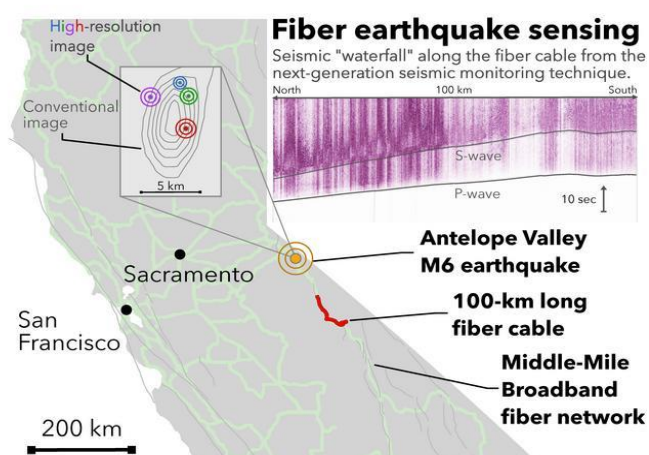 Fiber earthquake sensing
Seismic "waterfall" along the fiber cable from the
next-generation seismic monitoring technique.
North
100 km
South
S-wave
P-wave
10 sec
High-resolution
image
Conventional
image
5 km
Antelope Valley
M6 earthquake
Sacramento
100-km long
fiber cable
San
Francisco
Middle-Mile
Broadband
fiber network
200 km